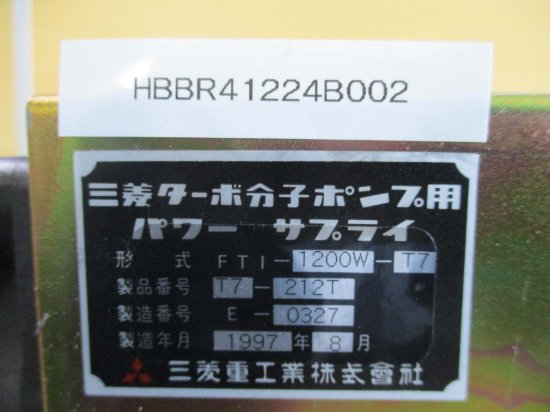 HBBR41224B002
三菱ターボ分子ポンプ用
パワー サプライ
形式 FTI-1200W-T7
製品番号 T7-212T
製造番号 E-0327
製造年月 1997年8月
三菱重工業株式會社